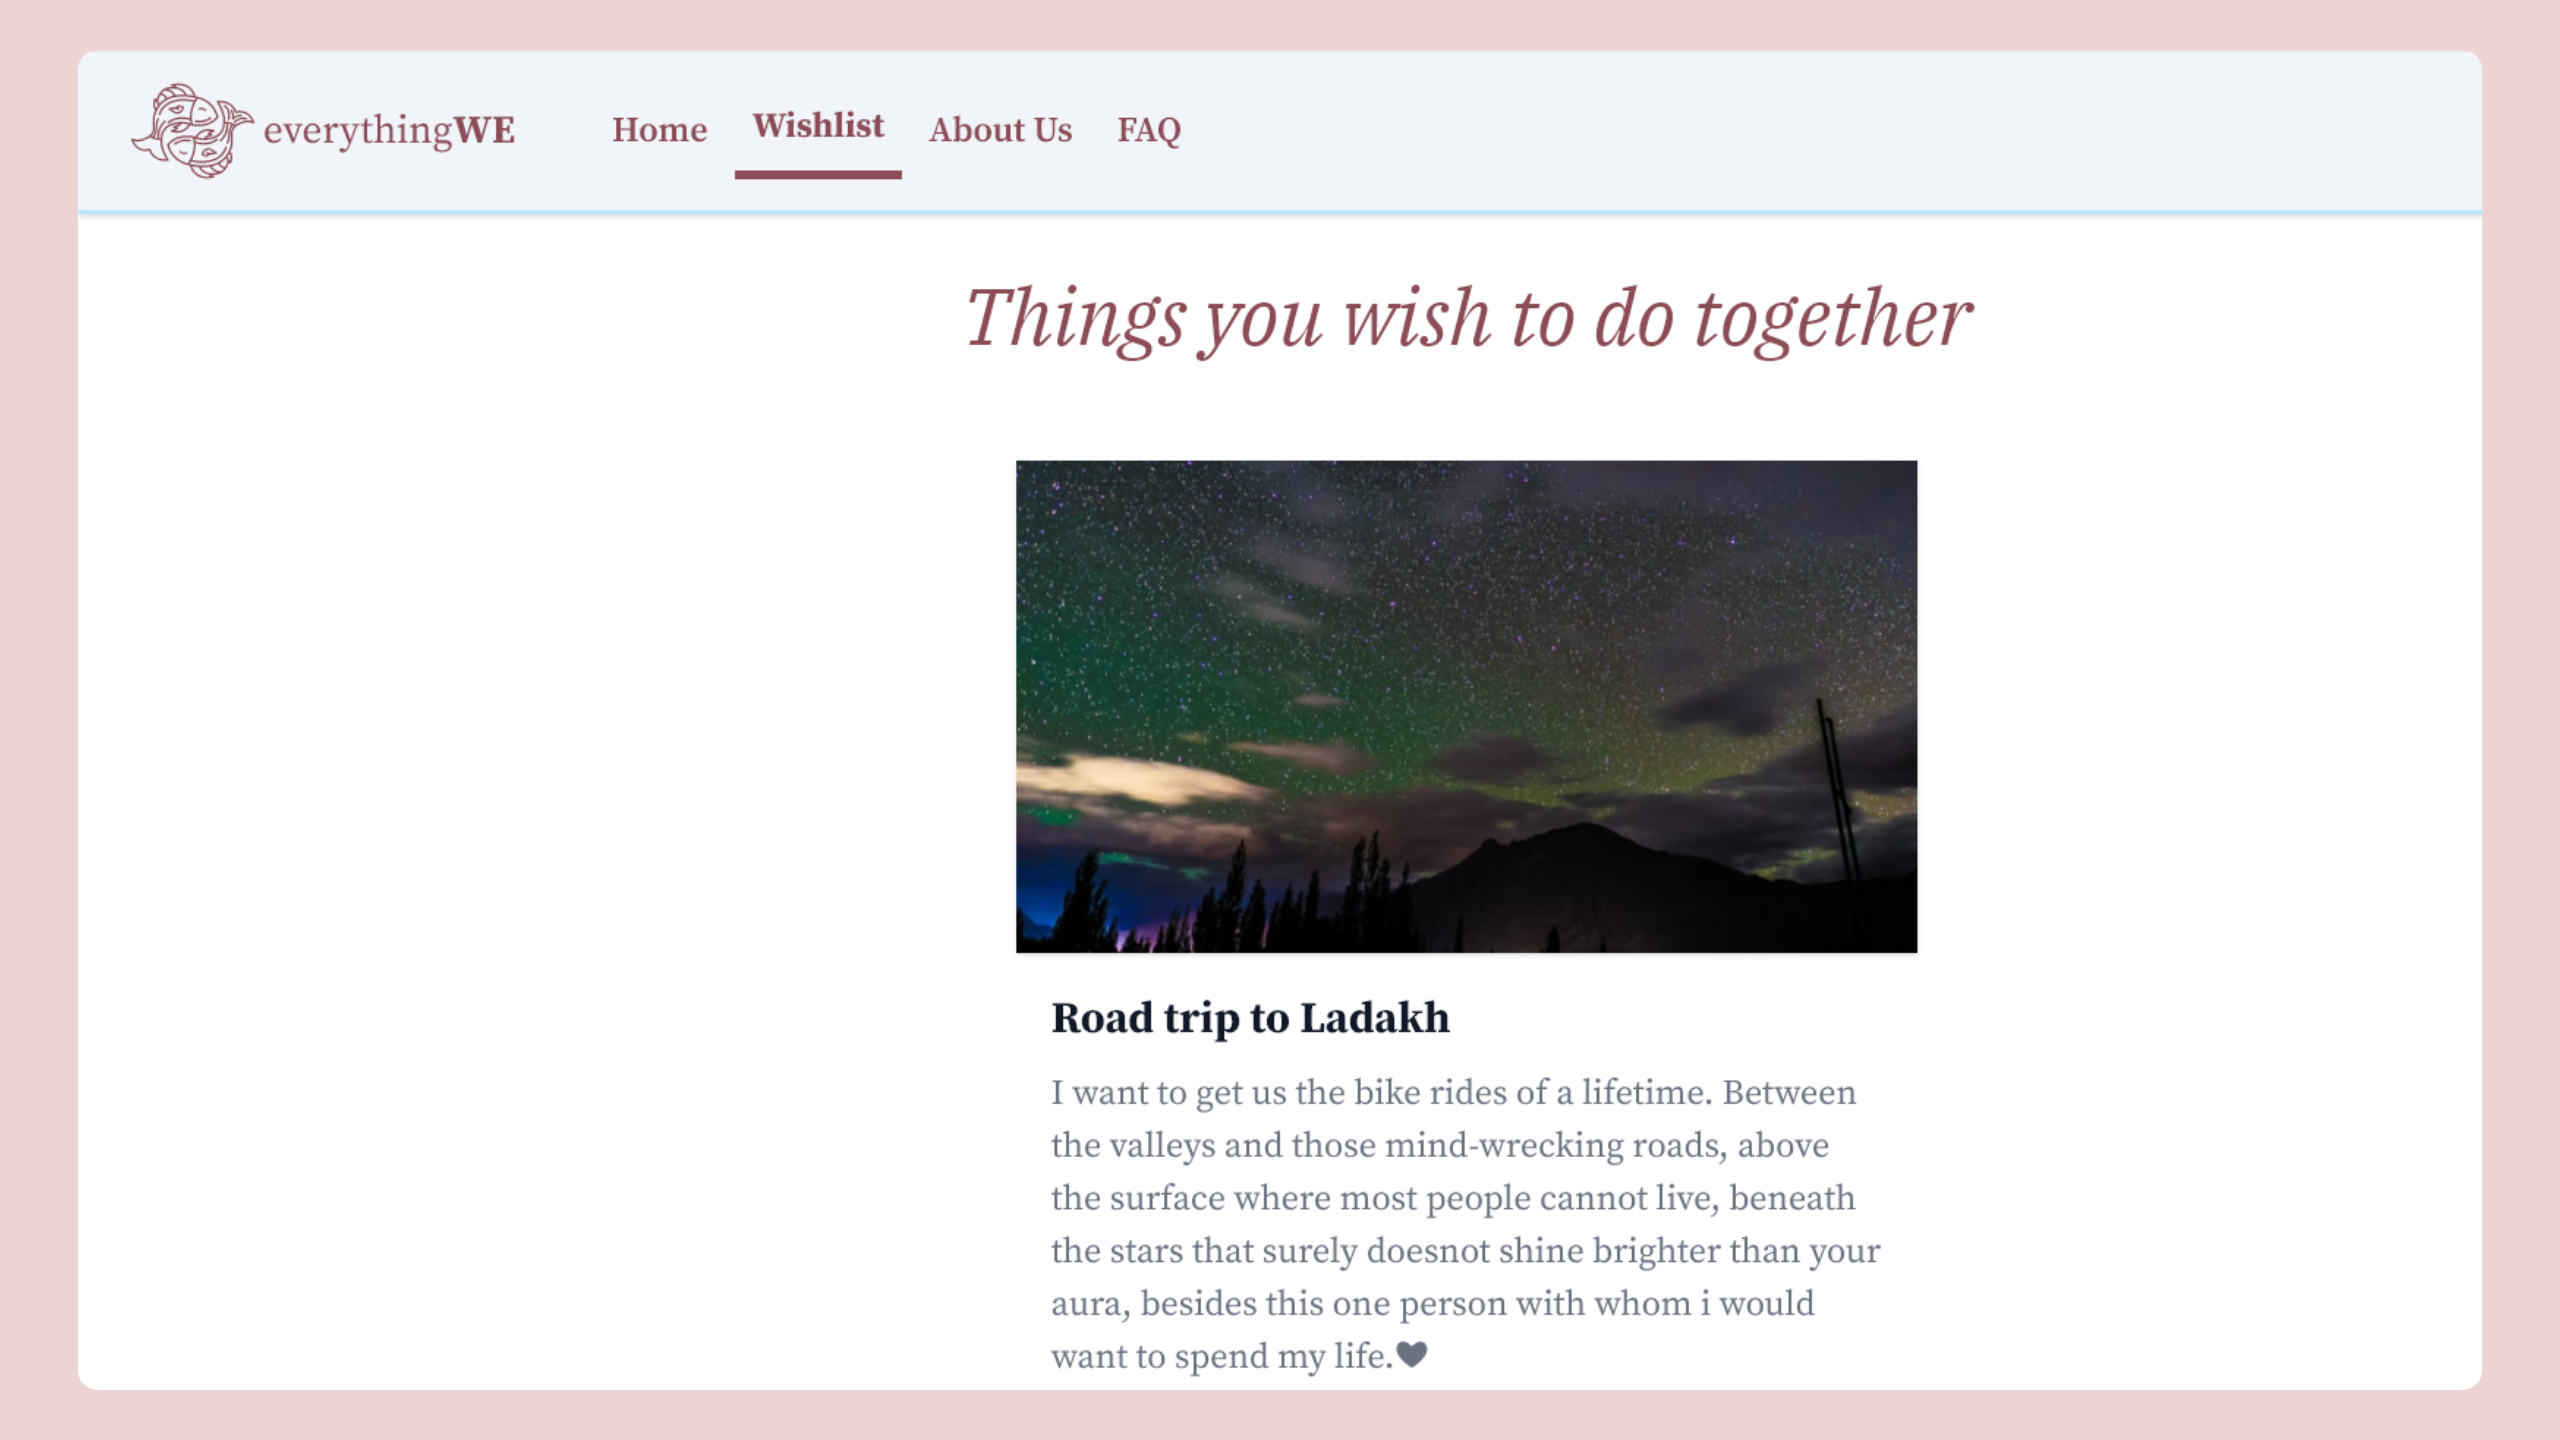 everythingWE
Home Wishlist About Us FAQ
Things you wish to do together
Road trip to Ladakh
I want to get us the bike rides of a lifetime. Between
the valleys and those mind-wrecking roads, above
the surface where most people cannot live, beneath
the stars that surely doesnot shine brighter than your
aura, besides this one person with whom i would
want to spend my life.🖤